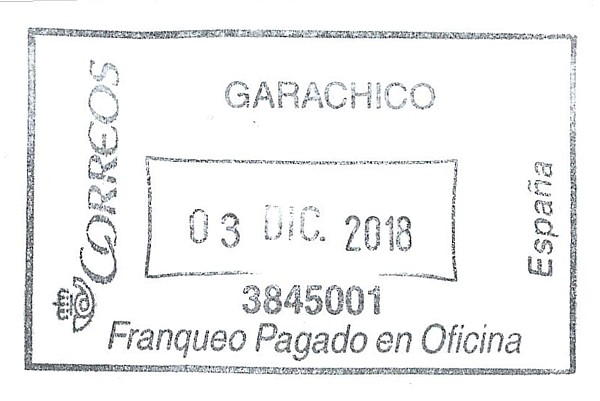 GARACHICO
CORREOS
03 DIC. 2018
España
3845001
Franqueo Pagado en Oficina